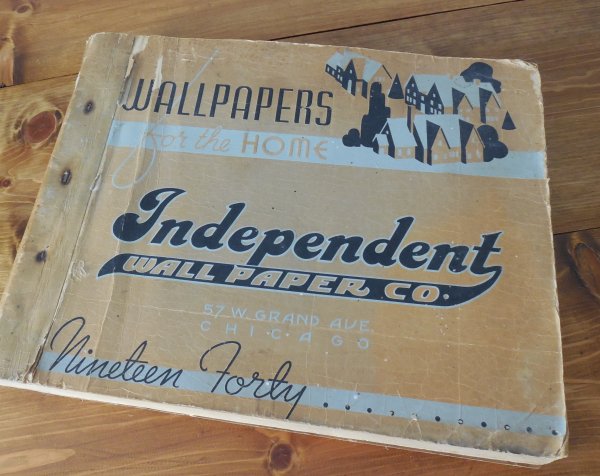 WALLPAPERS
for the HOME
Independent
WALL PAPER CO.
57 W. GRAND AVE.
CHICAGO
Nineteen Forty